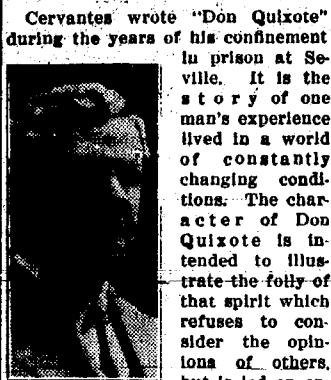 Cervantes wrote "Don Quixote"
during the years of his confinement
in prison at Se-
ville. It is the
story of one
man's experience
lived in a world
of constantly
changing condi-
tions. The char-
acter of Don
Quixote is in-
tended to illus-
trate the folly of
that spirit which
refuses to con-
sider the opin-
ions of others